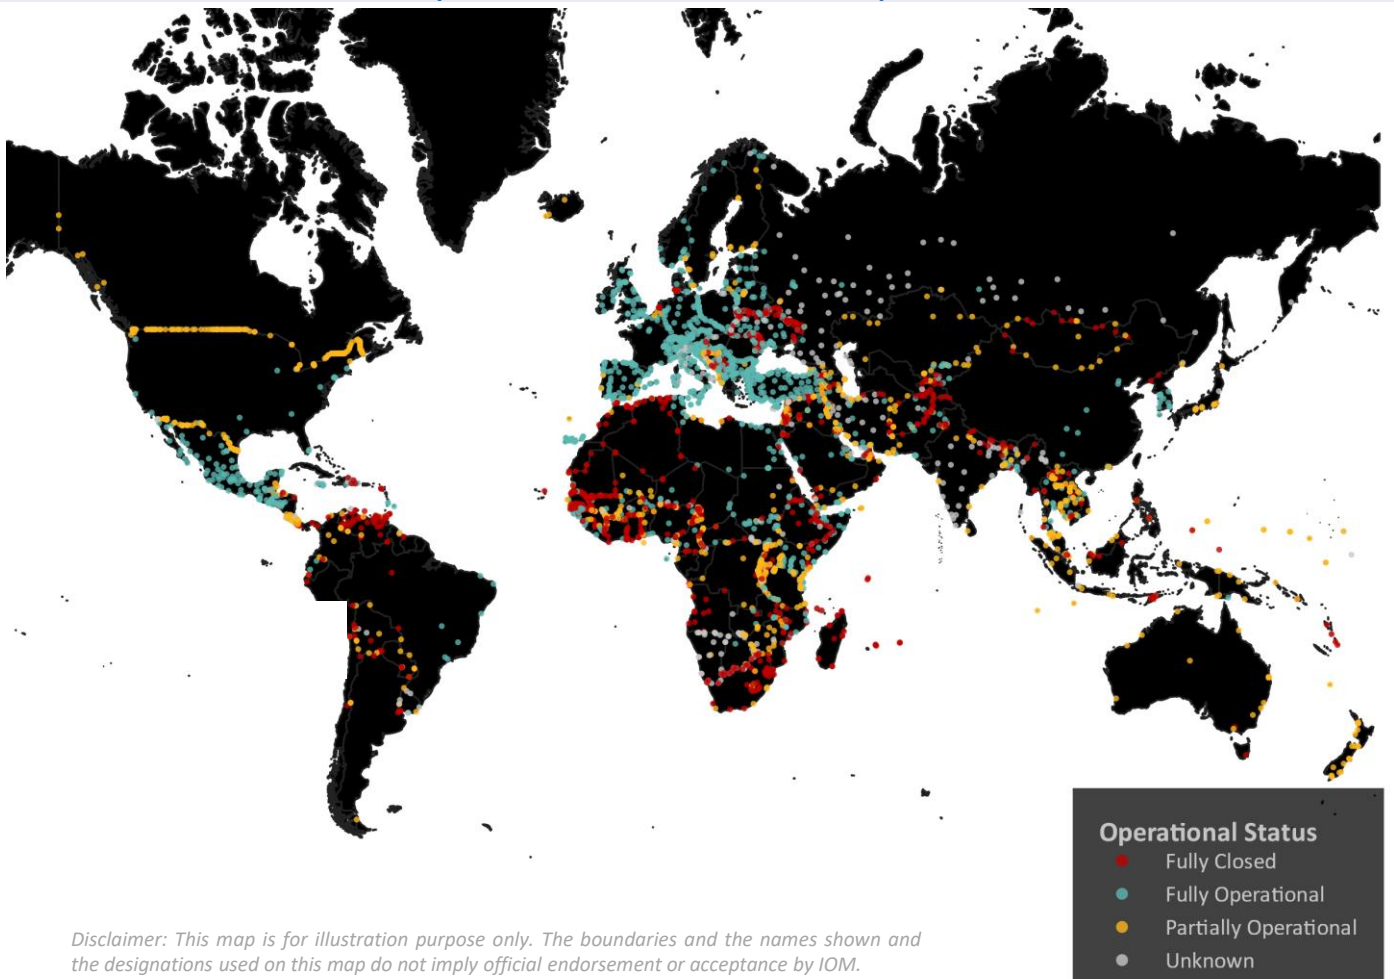 Operational Status
Fully Closed
Fully Operational
Partially Operational
Unknown
Disclaimer: This map is for illustration purpose only. The boundaries and the names shown and
the designations used on this map do not imply official endorsement or acceptance by IOM.